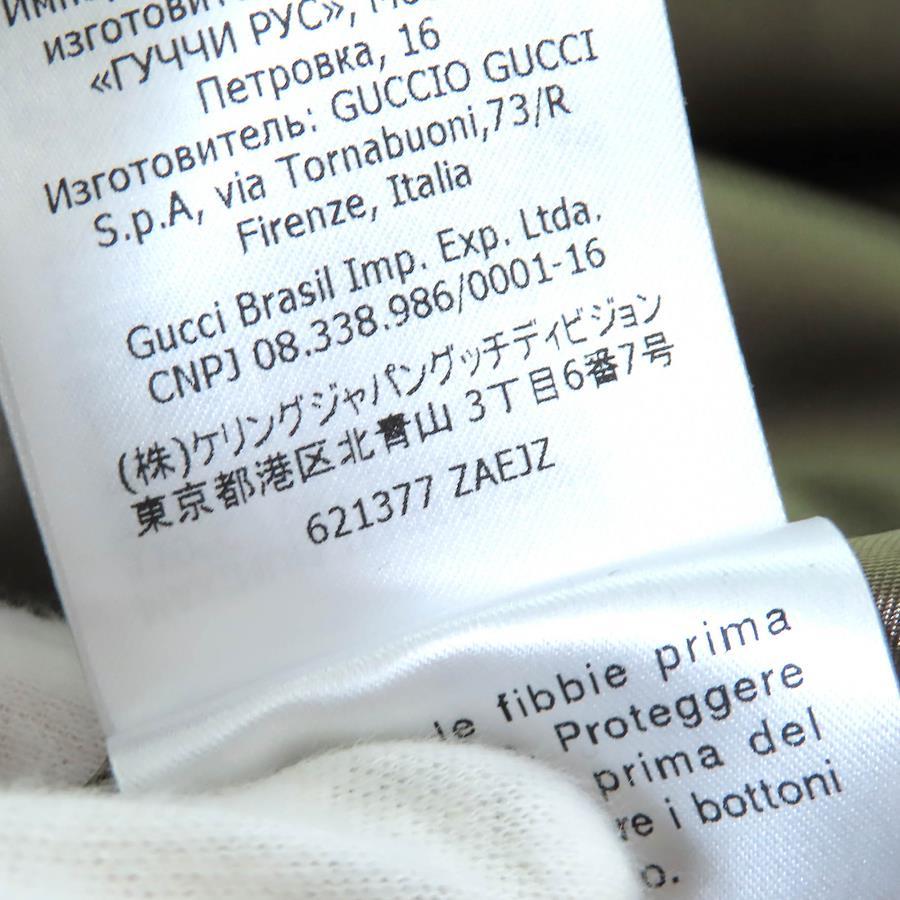 изготовит
«ГУЧЧИ РУС»,
Петровка, 16
Изготовитель: GUCCIO GUCCI
S.p.A, via Tornabuoni,73/R
Firenze, Italia
Gucci Brasil Imp. Exp. Ltda.
CNPJ 08.338.986/0001-16
(株)ケリングジャパングッチディビジョン
東京都港区北青山 3丁目6番7号
621377 ZAEJZ
le fibbie prima
Proteggere
prima del
re i bottoni
o.